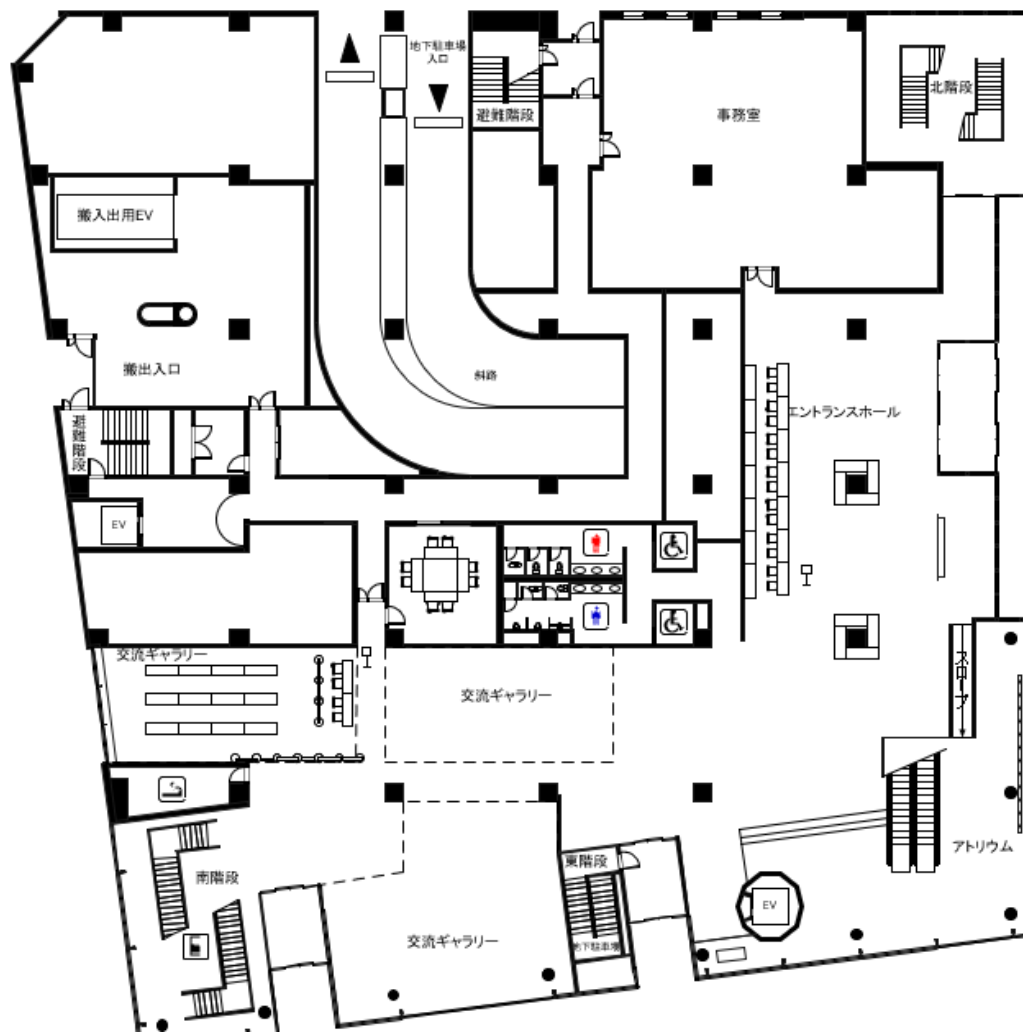 地下駐車場
入口
避難階段
事務室
北階段
搬入出用EV
搬出入口
斜路
エントランスホール
避難階段
EV
交流ギャラリー
交流ギャラリー
スロープ
アトリウム
東階段
南階段
EV
交流ギャラリー
地下駐車場